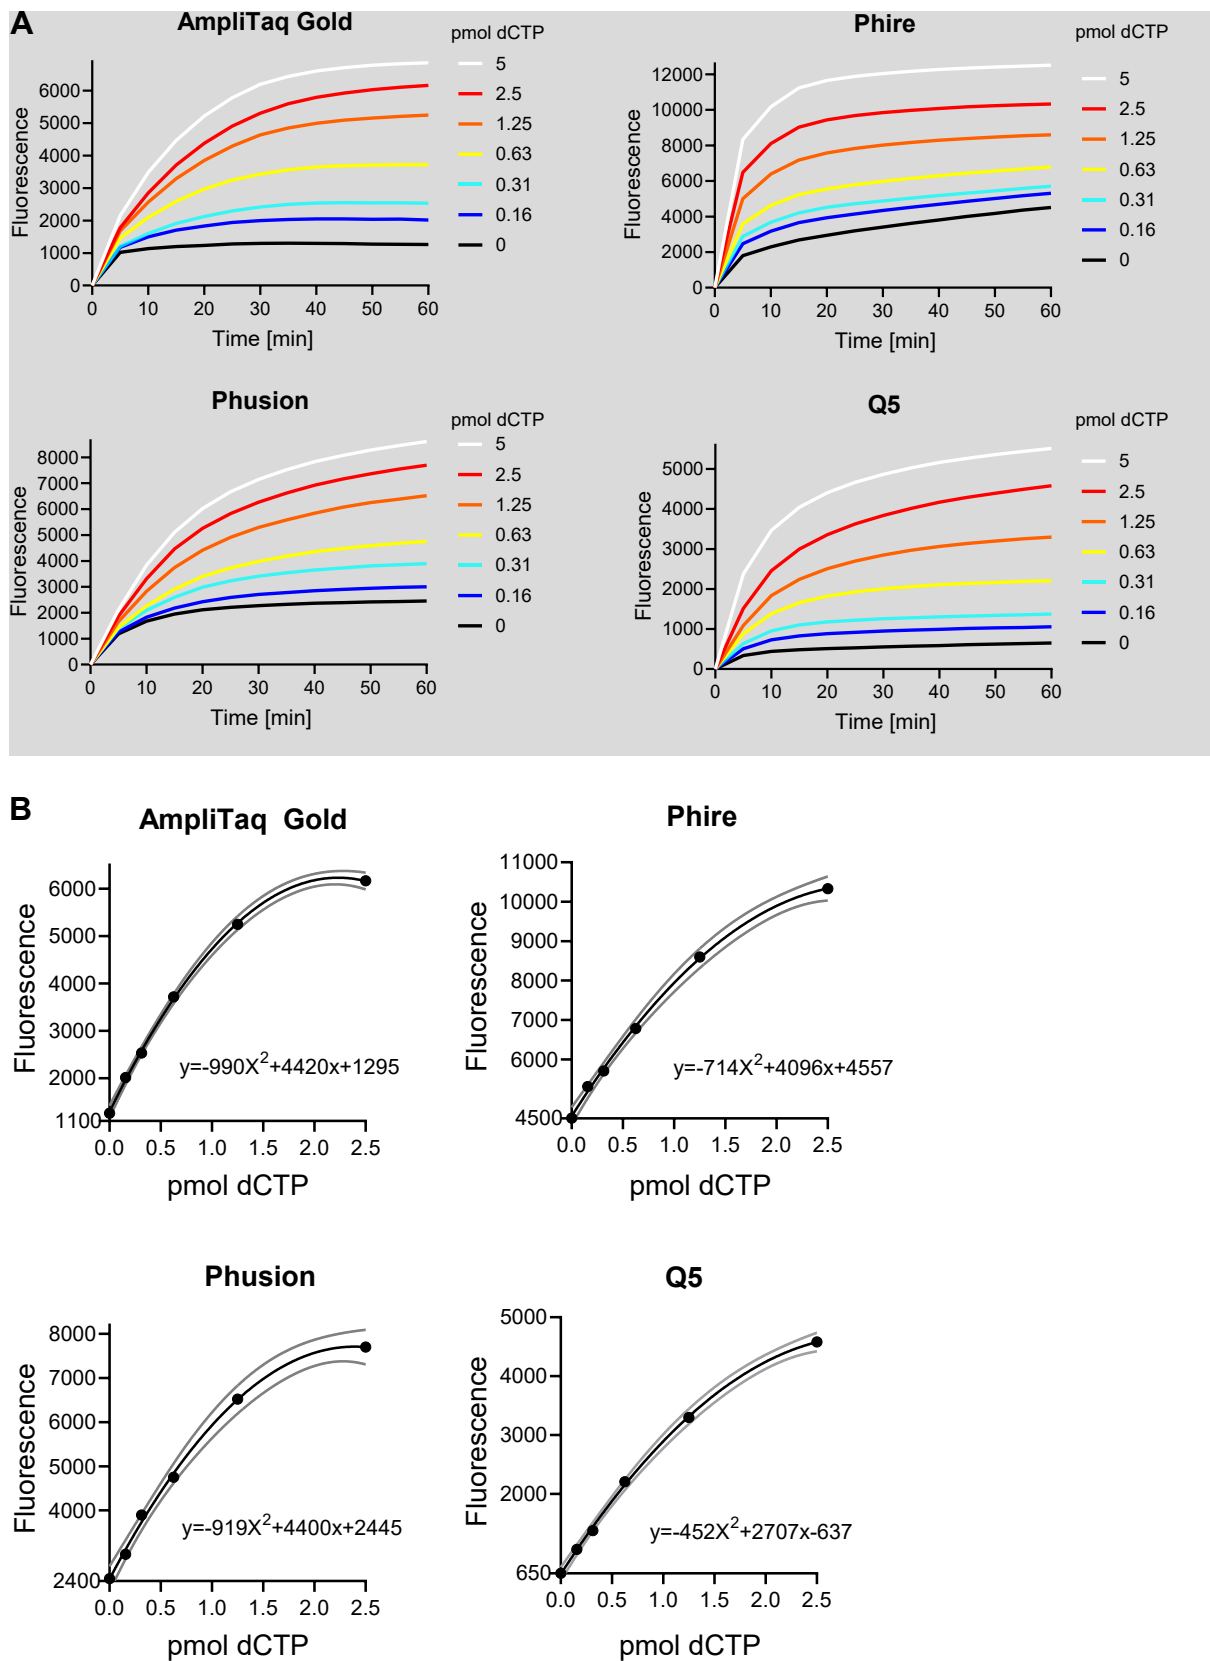 A
AmpliTaq Gold
pmol dCTP
5
2.5
1.25
0.63
0.31
0.16
0
Fluorescence
6000
5000
4000
3000
2000
1000
0
0 10 20 30 40 50 60
Time [min]
Phire
pmol dCTP
5
2.5
1.25
0.63
0.31
0.16
0
Fluorescence
12000
10000
8000
6000
4000
2000
0
0 10 20 30 40 50 60
Time [min]
Phusion
pmol dCTP
5
2.5
1.25
0.63
0.31
0.16
0
Fluorescence
8000
7000
6000
5000
4000
3000
2000
1000
0
0 10 20 30 40 50 60
Time [min]
Q5
pmol dCTP
5
2.5
1.25
0.63
0.31
0.16
0
Fluorescence
5000
4000
3000
2000
1000
0
0 10 20 30 40 50 60
Time [min]
B
AmpliTaq Gold
Fluorescence
6000
5000
4000
3000
2000
1100
y=-990X²+4420x+1295
0.0 0.5 1.0 1.5 2.0 2.5
pmol dCTP
Phire
Fluorescence
11000
10000
9000
8000
7000
6000
4500
y=-714X²+4096x+4557
0.0 0.5 1.0 1.5 2.0 2.5
pmol dCTP
Phusion
Fluorescence
8000
7000
6000
5000
4000
2400
y=-919X²+4400x+2445
0.0 0.5 1.0 1.5 2.0 2.5
pmol dCTP
Q5
Fluorescence
5000
4000
3000
2000
650
y=-452X²+2707x-637
0.0 0.5 1.0 1.5 2.0 2.5
pmol dCTP